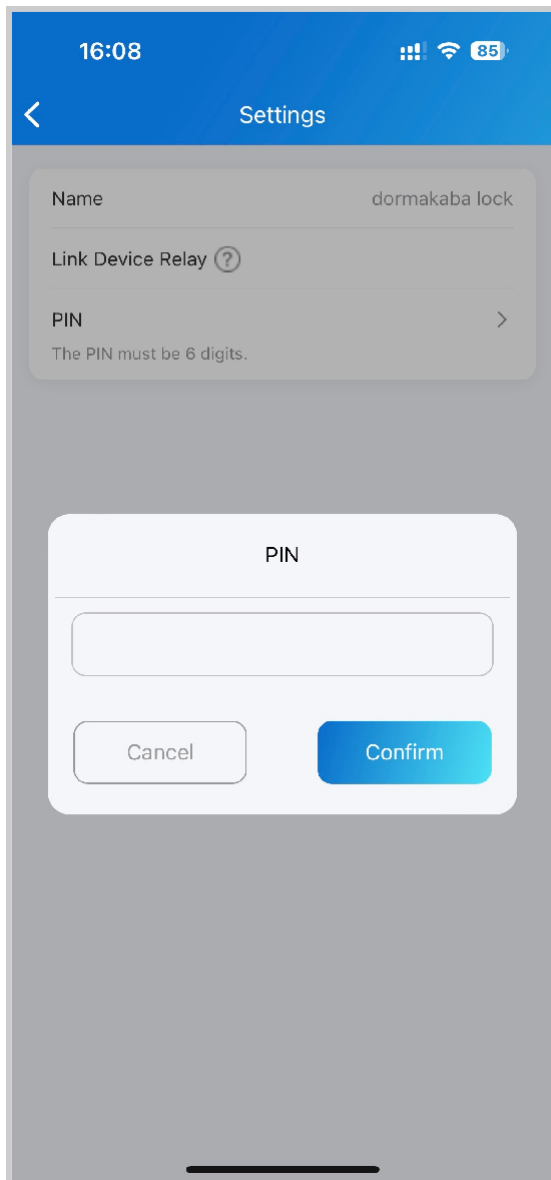 16:08
85
Settings
Name
dormakaba lock
Link Device Relay ?
PIN
The PIN must be 6 digits.
PIN
Cancel
Confirm